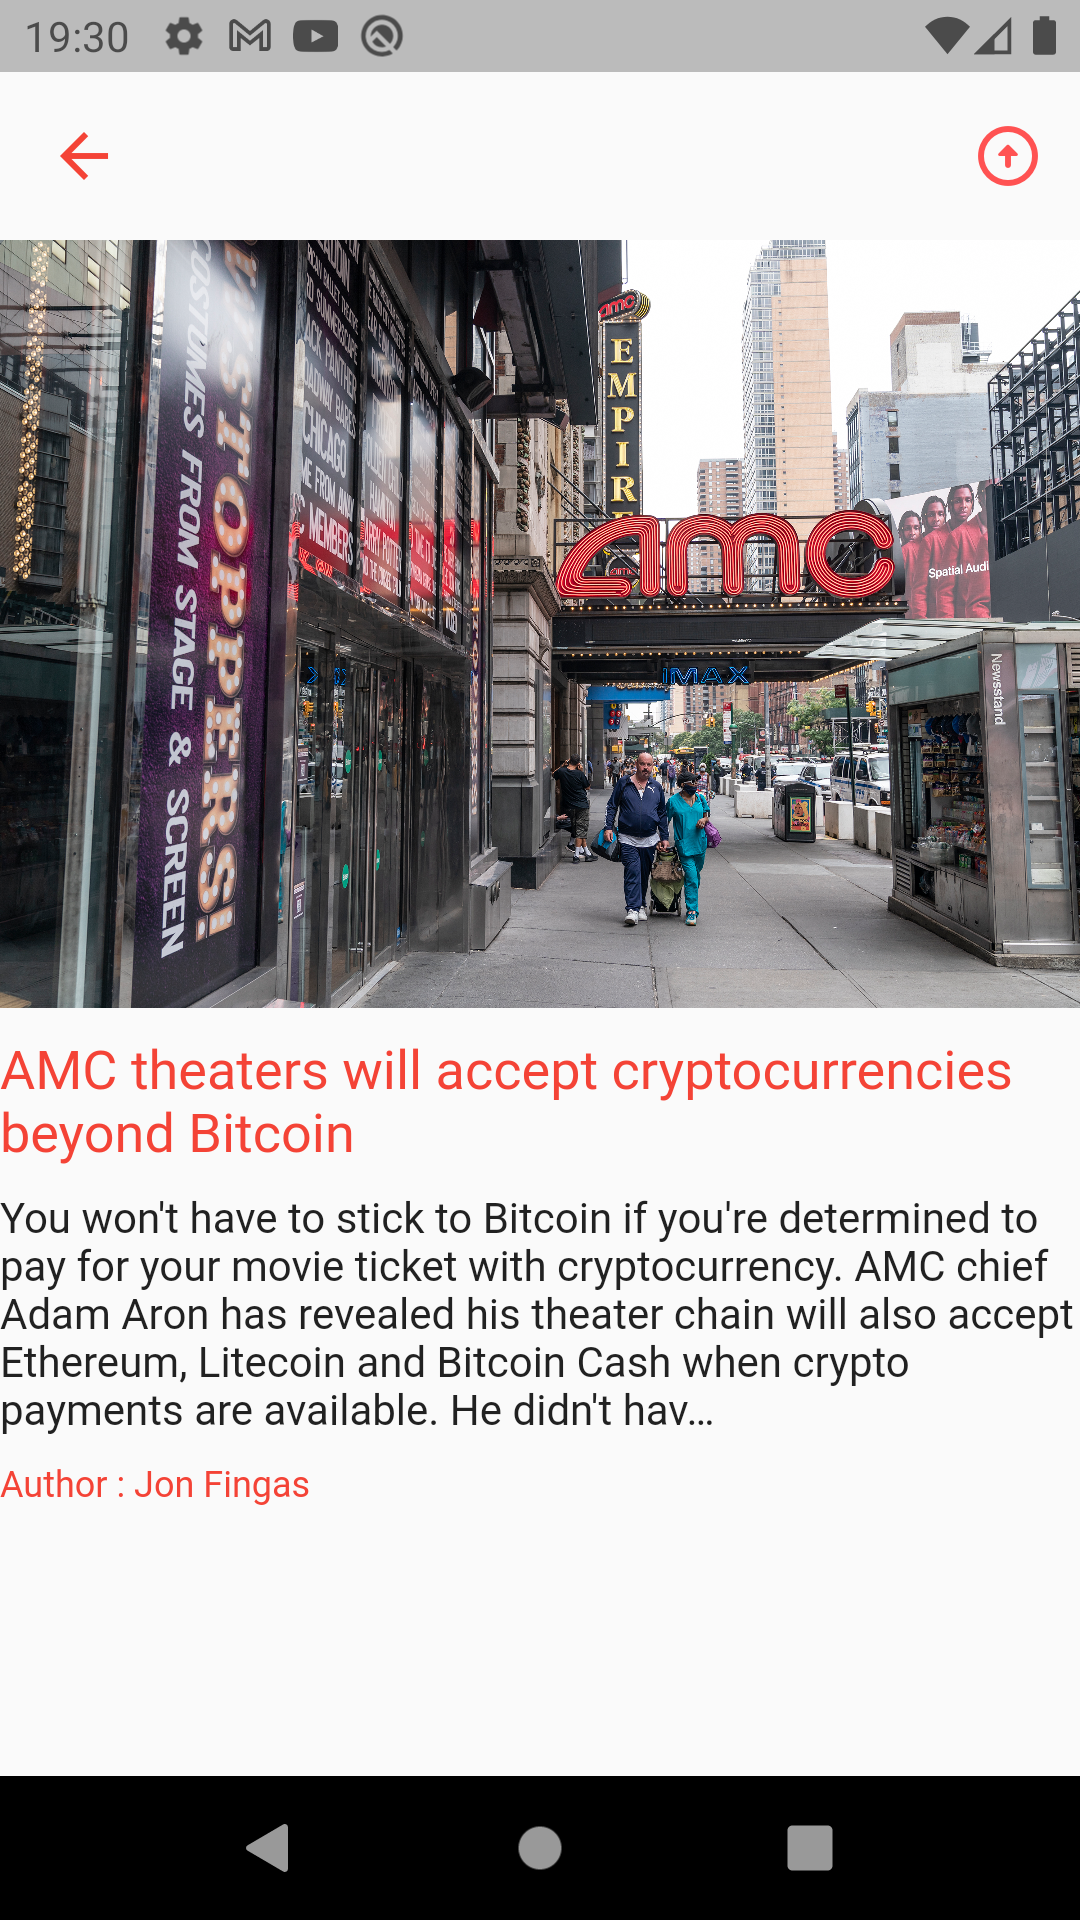 19:30
amc
EMPIRE
amc
Spatial Audi
IMAX
Newsstand
SHOWSTOPPERS!
COSTUMES FROM STAGE & SCREEN
CHICAGO
MEMBERS
HARRY POTTER
AMC theaters will accept cryptocurrencies
beyond Bitcoin
You won't have to stick to Bitcoin if you're determined to
pay for your movie ticket with cryptocurrency. AMC chief
Adam Aron has revealed his theater chain will also accept
Ethereum, Litecoin and Bitcoin Cash when crypto
payments are available. He didn't hav…
Author : Jon Fingas